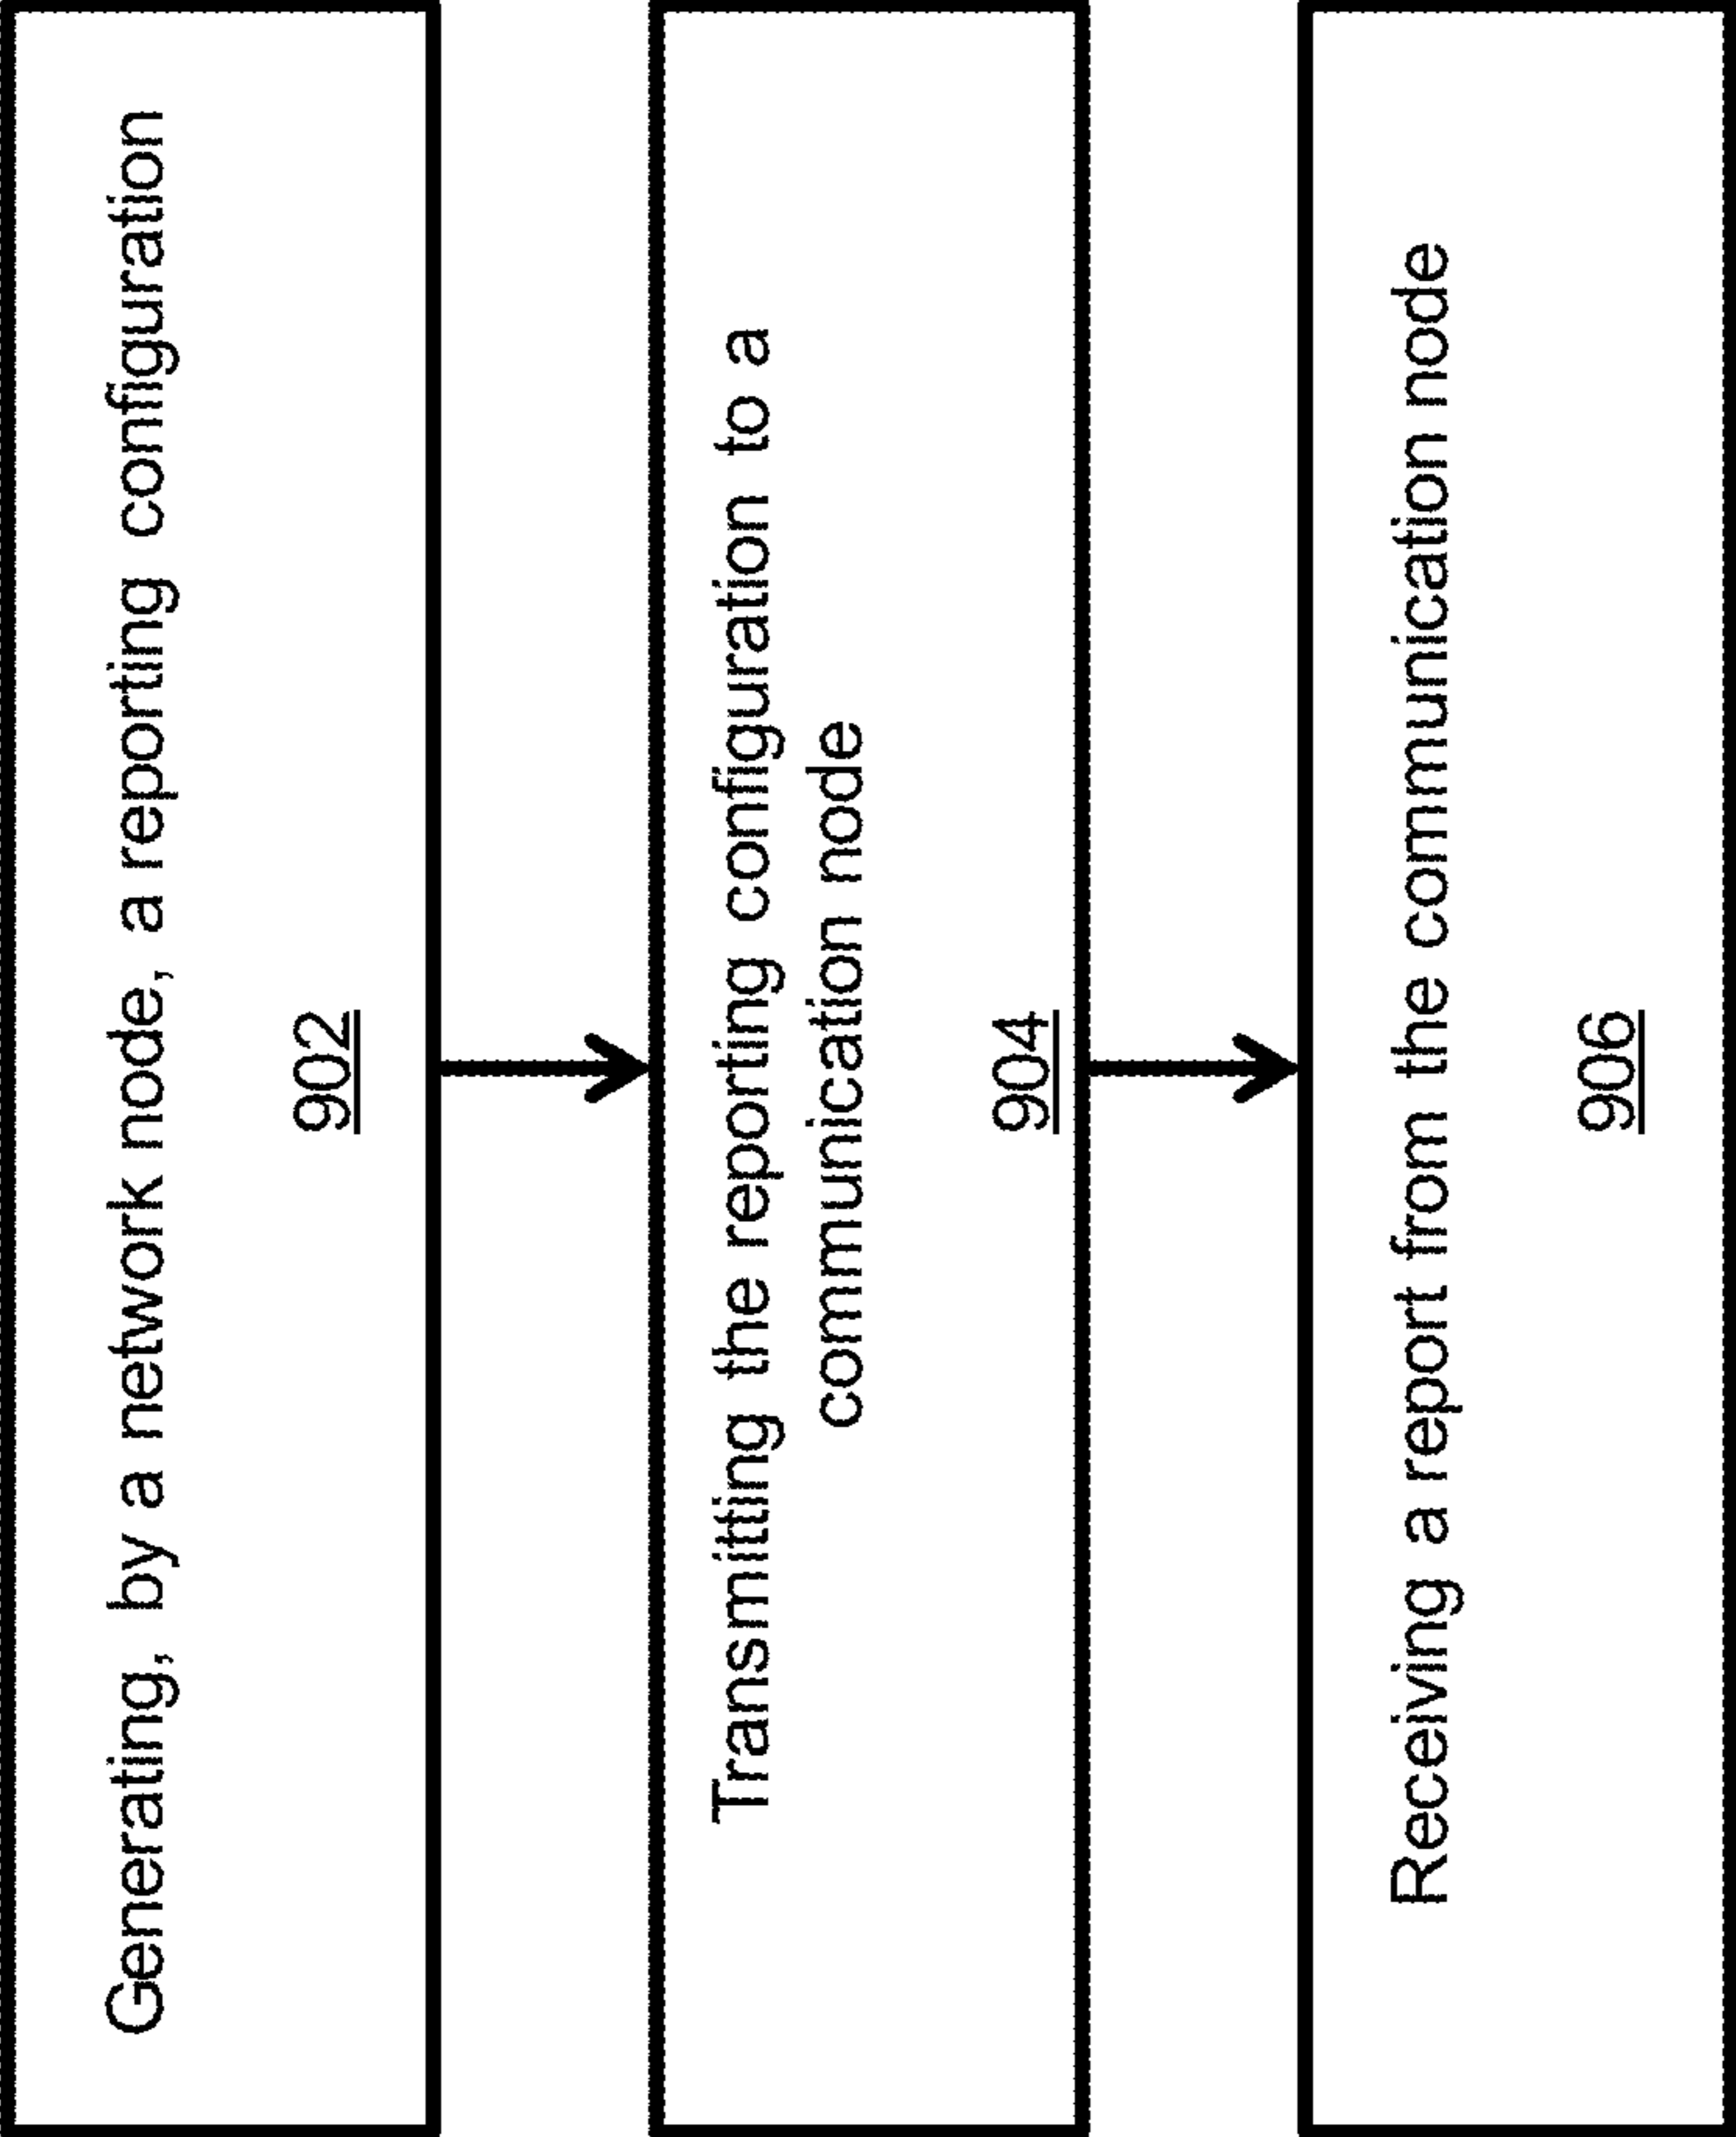 Generating, by a network node, a reporting configuration
902
Transmitting the reporting configuration to a
communication node
904
Receiving a report from the communication node
906